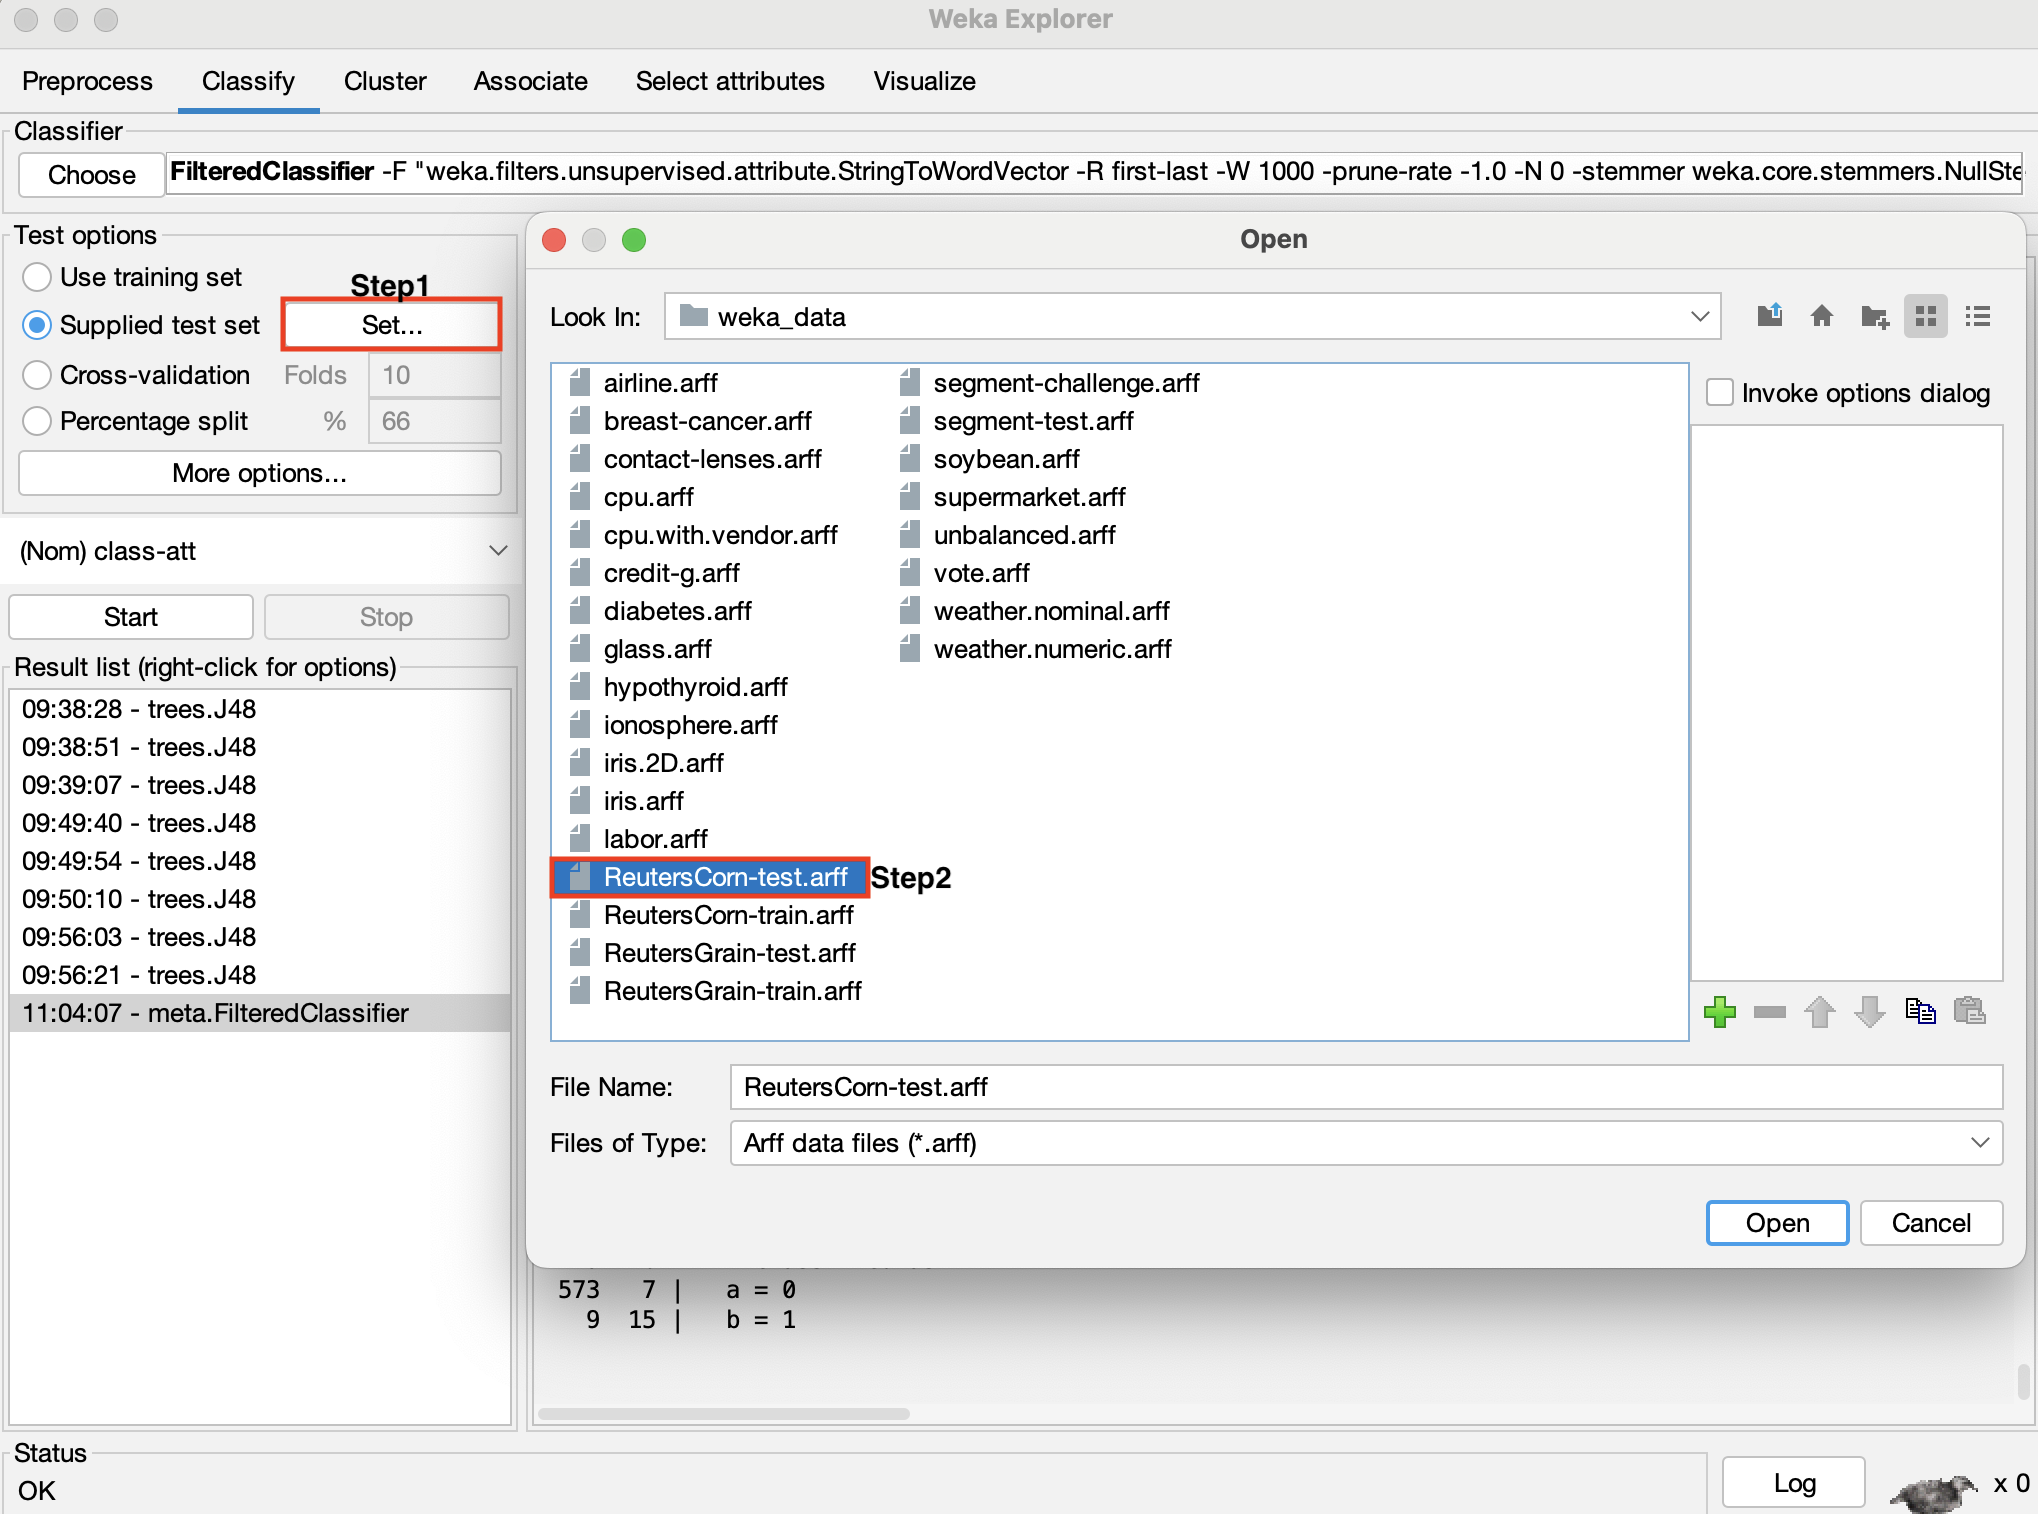 Weka Explorer
Preprocess Classify Cluster Associate Select attributes Visualize
Classifier
Choose FilteredClassifier -F "weka.filters.unsupervised.attribute.StringToWordVector -R first-last -W 1000 -prune-rate -1.0 -N 0 -stemmer weka.core.stemmers.NullSte
Test options
Use training set
Step1
Supplied test set Set...
Cross-validation Folds 10
Percentage split % 66
More options...
(Nom) class-att
Start Stop
Result list (right-click for options)
09:38:28 - trees.J48
09:38:51 - trees.J48
09:39:07 - trees.J48
09:49:40 - trees.J48
09:49:54 - trees.J48
09:50:10 - trees.J48
09:56:03 - trees.J48
09:56:21 - trees.J48
11:04:07 - meta.FilteredClassifier
Open
Look In: weka_data
airline.arff
breast-cancer.arff
contact-lenses.arff
cpu.arff
cpu.with.vendor.arff
credit-g.arff
diabetes.arff
glass.arff
hypothyroid.arff
ionosphere.arff
iris.2D.arff
iris.arff
labor.arff
ReutersCorn-test.arff Step2
ReutersCorn-train.arff
ReutersGrain-test.arff
ReutersGrain-train.arff
segment-challenge.arff
segment-test.arff
soybean.arff
supermarket.arff
unbalanced.arff
vote.arff
weather.nominal.arff
weather.numeric.arff
Invoke options dialog
File Name: ReutersCorn-test.arff
Files of Type: Arff data files (*.arff)
Open Cancel
573 7 | a = 0
9 15 | b = 1
Status
OK
Log x 0